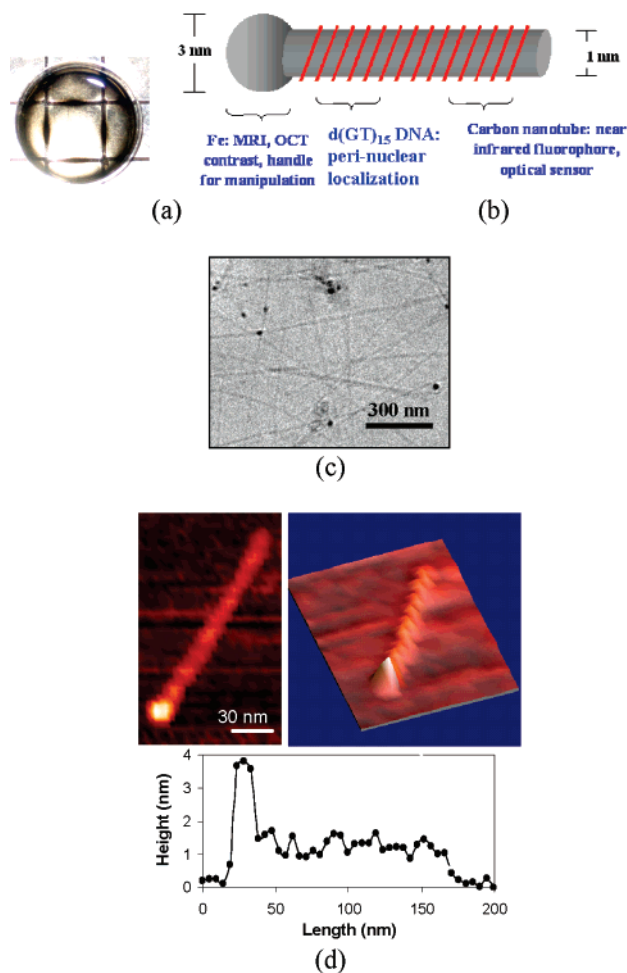 3 nm
1 nm
Fe: MRI, OCT
contrast, handle
for manipulation
d(GT)15 DNA:
peri-nuclear
localization
Carbon nanotube: near
infrared fluorophore,
optical sensor
(a)
(b)
300 nm
(c)
30 nm
4
3
2
1
0
Height (nm)
0 50 100 150 200
Length (nm)
(d)